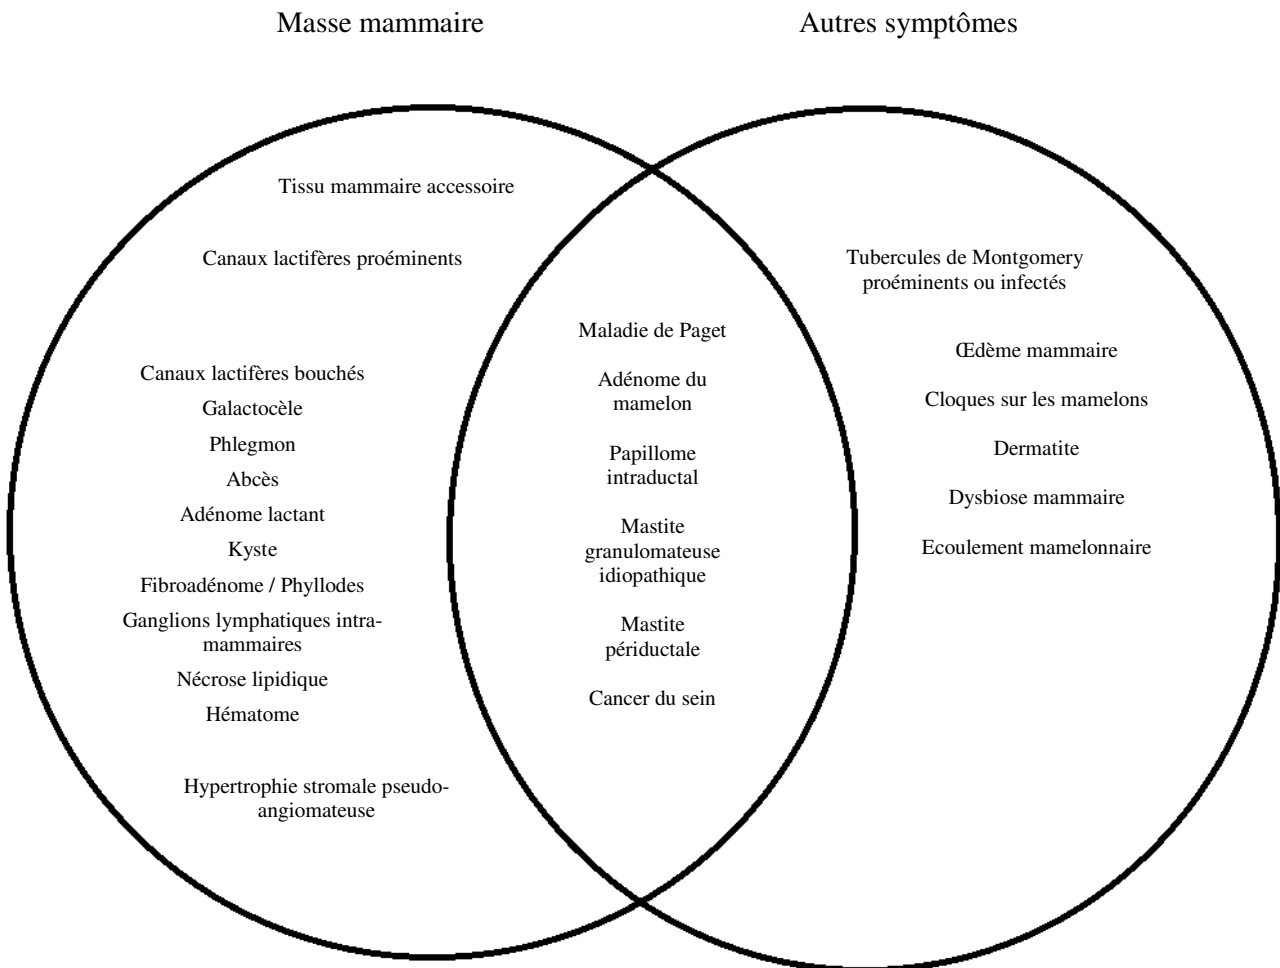 Masse mammaire
Autres symptômes
Tissu mammaire accessoire
Canaux lactifères proéminents
Canaux lactifères bouchés
Galactocèle
Phlegmon
Abcès
Adénome lactant
Kyste
Fibroadénome / Phyllodes
Ganglions lymphatiques intra-
mammaires
Nécrose lipidique
Hématome
Hypertrophie stromale pseudo-
angiomateuse
Maladie de Paget
Adénome du
mamelon
Papillome
intraductal
Mastite
granulomateuse
idiopathique
Mastite
périductale
Cancer du sein
Tubercules de Montgomery
proéminents ou infectés
Œdème mammaire
Cloques sur les mamelons
Dermatite
Dysbiose mammaire
Ecoulement mamelonnaire